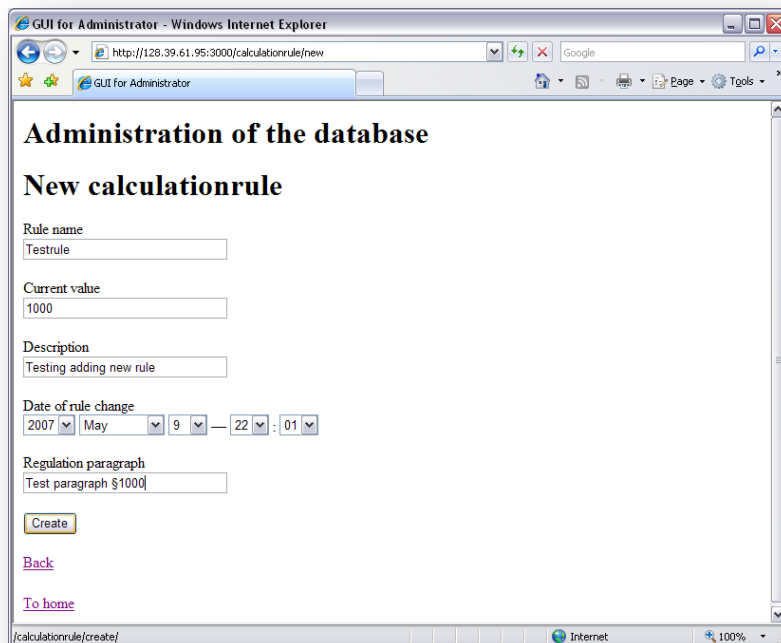 GUI for Administrator - Windows Internet Explorer
http://128.39.61.95:3000/calculationrule/new
Google
GUI for Administrator
Page
Tools
Administration of the database
New calculationrule
Rule name
Testrule
Current value
1000
Description
Testing adding new rule
Date of rule change
2007 May 9 — 22 : 01
Regulation paragraph
Test paragraph §1000
Create
Back
To home
/calculationrule/create/ Internet 100%